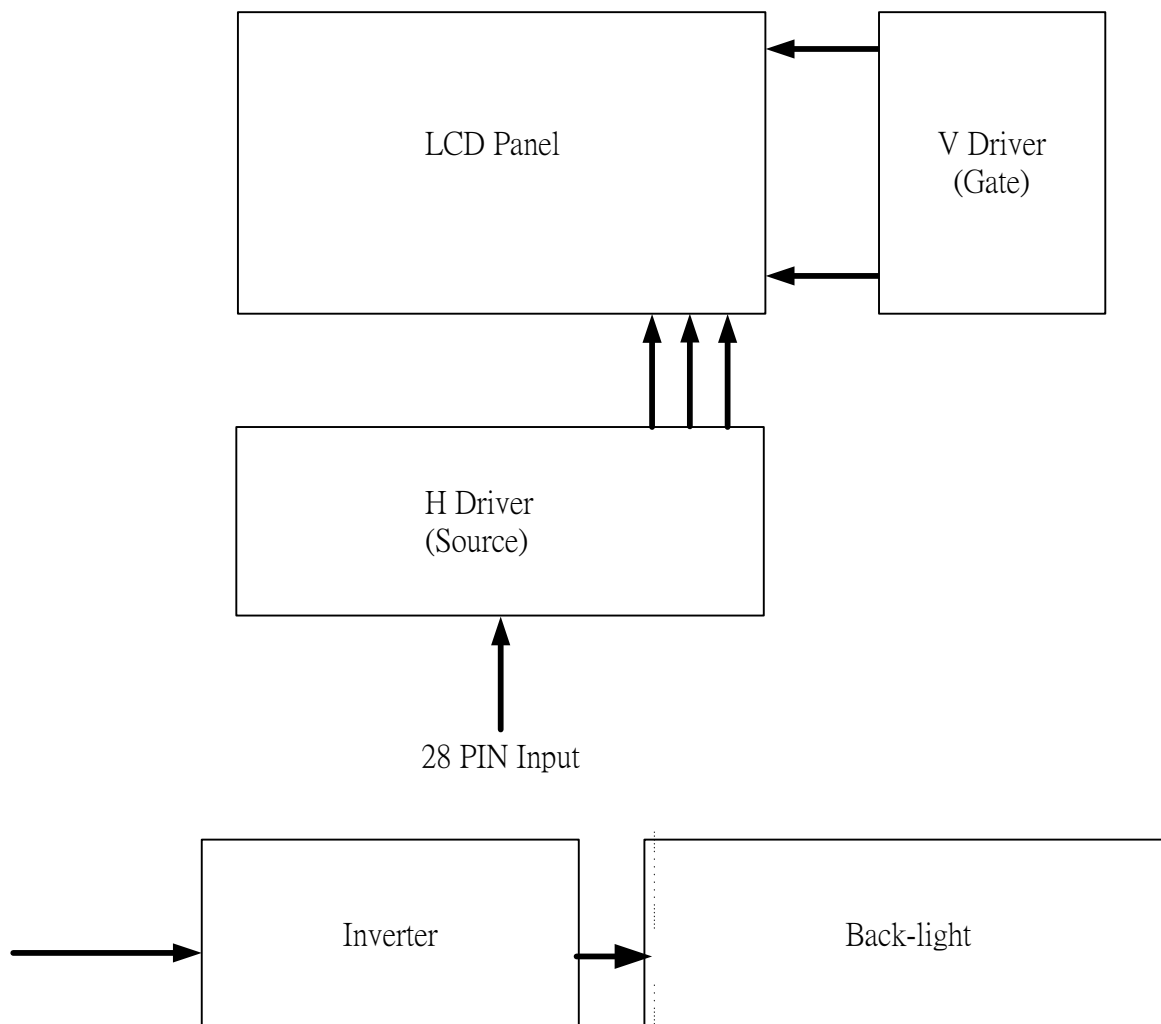 LCD Panel
V Driver
(Gate)
H Driver
(Source)
28 PIN Input
Inverter
Back-light